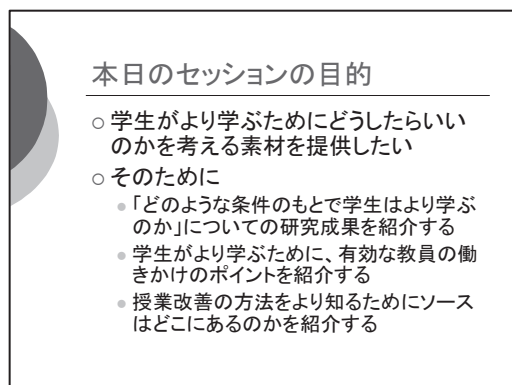 本日のセッションの目的
○ 学生がより学ぶためにどうしたらいい
のかを考える素材を提供したい
○ そのために
● 「どのような条件のもとで学生はより学ぶ
のか」についての研究成果を紹介する
● 学生がより学ぶために、有効な教員の働
きかけのポイントを紹介する
● 授業改善の方法をより知るためにソース
はどこにあるのかを紹介する